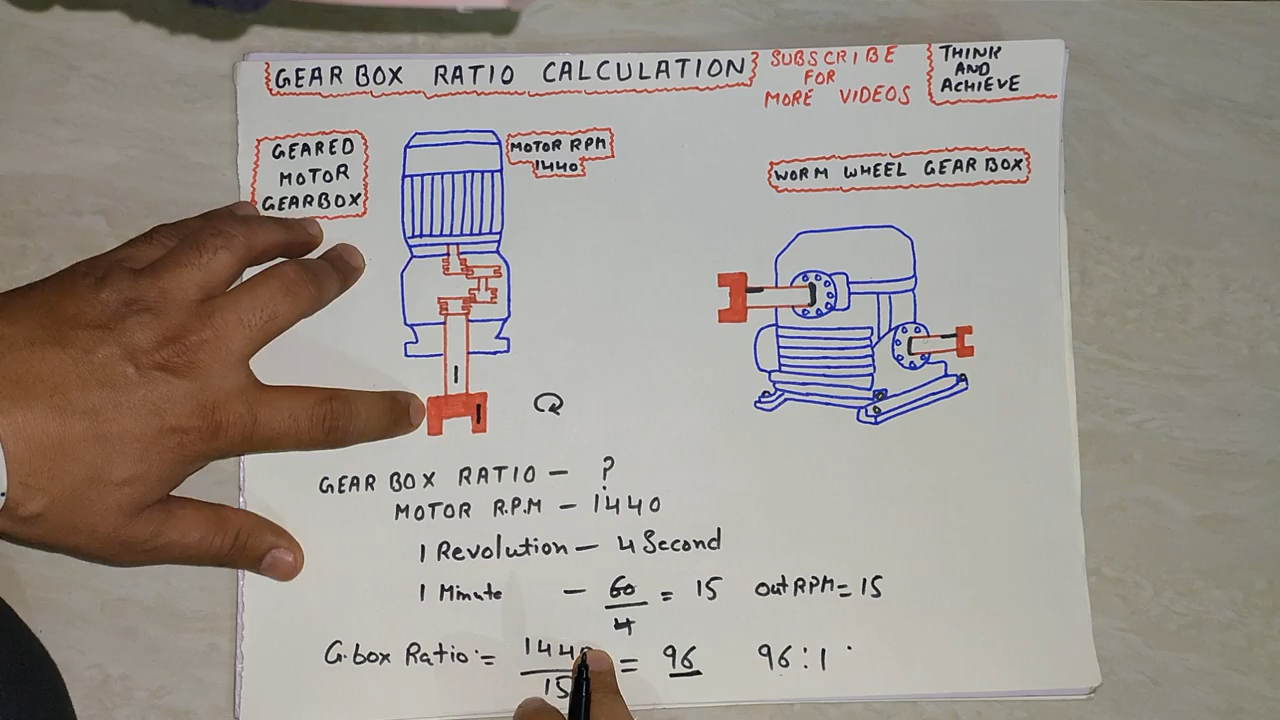 GEAR BOX RATIO CALCULATION
SUBSCRIBE
FOR
MORE VIDEOS
THINK
AND
ACHIEVE
GEARED
MOTOR
GEARBOX
MOTOR RPM
1440
WORM WHEEL GEAR BOX
GEAR BOX RATIO - ?
MOTOR R.P.M - 1440
1 Revolution - 4 Second
1 Minute - 60/4 = 15 out RPM = 15
G.box Ratio = 1440/15 = 96 96:1